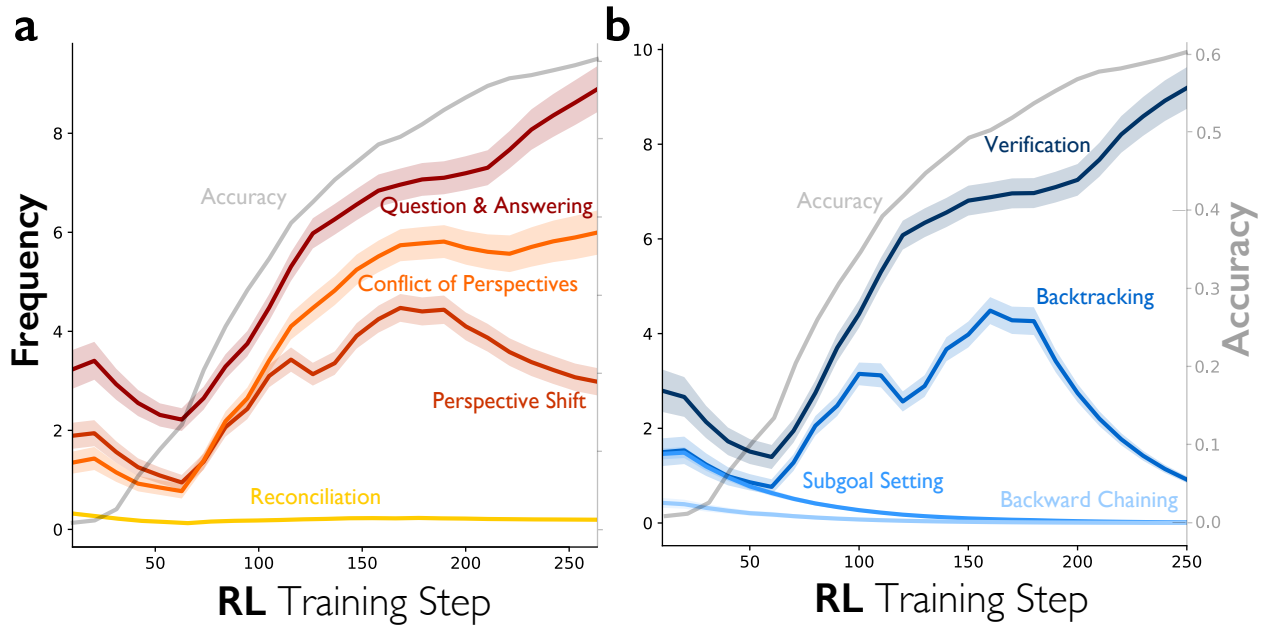 a
Frequency
8
6
4
2
0
Accuracy
Question & Answering
Conflict of Perspectives
Perspective Shift
Reconciliation
50 100 150 200 250
RL Training Step
b
10
8
6
4
2
0
Verification
Accuracy
Backtracking
Subgoal Setting
Backward Chaining
0.6
0.5
0.4
0.3
0.2
0.1
0.0
Accuracy
50 100 150 200 250
RL Training Step